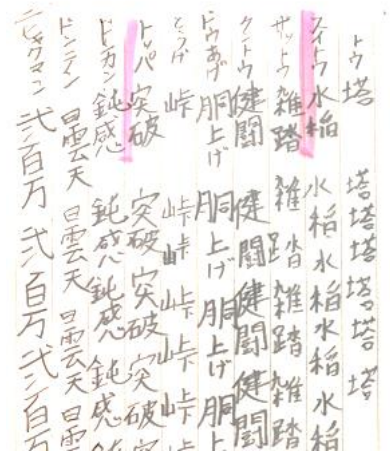 トウ塔 塔塔塔塔塔
スイトウ水稲 水稲水稲水稲水稲
ザットウ雑踏 雑踏雑踏雑踏
ケントウ健闘 健闘健闘健闘
ドウあげ胴上げ 胴上げ胴上げ胴上
とうげ峠 峠峠峠峠峠
トッパ突破 突破突破突破
ドンカン鈍感 鈍感鈍感鈍感
ドンテン曇天 曇天曇天曇
ニヒャクマン弐百万 弐百万弐百万